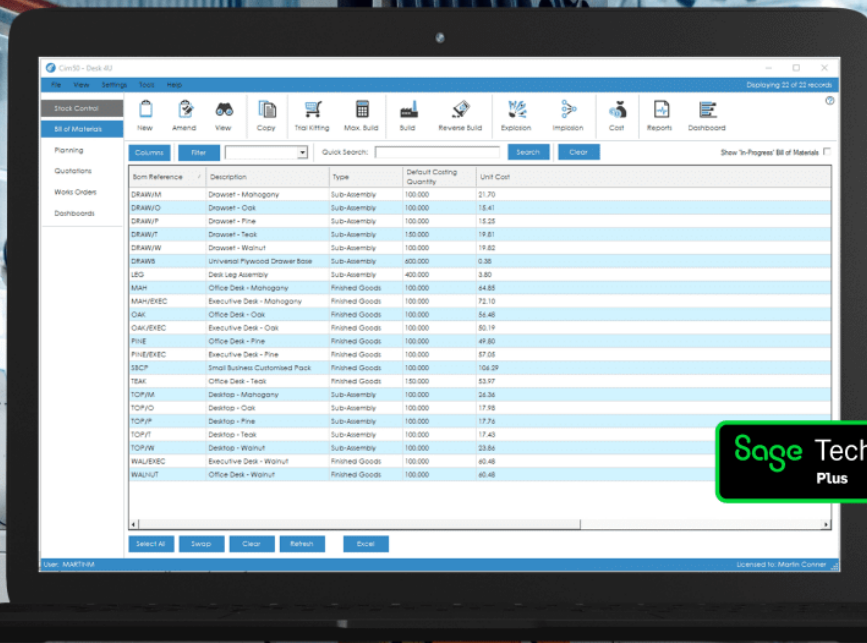 Cim50 - Desk 4U
File View Settings Tools Help Displaying 22 of 22 records
Stock Control
Bill of Materials
Planning
Quotations
Works Orders
Dashboards
New Amend View Copy Trial Kitting Max. Build Build Reverse Build Explosion Implosion Cost Reports Dashboard
Columns Filter Quick Search: Search Clear Show 'In-Progress' Bill of Materials
Bom Reference Description Type Default Costing Quantity Unit Cost
DRAW/M Drawset - Mahogany Sub-Assembly 100.000 21.70
DRAW/O Drawset - Oak Sub-Assembly 100.000 15.41
DRAW/P Drawset - Pine Sub-Assembly 100.000 15.25
DRAW/T Drawset - Teak Sub-Assembly 150.000 19.81
DRAW/W Drawset - Walnut Sub-Assembly 100.000 19.82
DRAWB Universal Plywood Drawer Base Sub-Assembly 600.000 0.38
LEG Desk Leg Assembly Sub-Assembly 400.000 3.80
MAH Office Desk - Mahogany Finished Goods 100.000 64.85
MAH/EXEC Executive Desk - Mahogany Finished Goods 100.000 72.10
OAK Office Desk - Oak Finished Goods 100.000 56.48
OAK/EXEC Executive Desk - Oak Finished Goods 100.000 50.19
PINE Office Desk - Pine Finished Goods 100.000 49.80
PINE/EXEC Executive Desk - Pine Finished Goods 100.000 57.05
SBCP Small Business Customised Pack Finished Goods 100.000 106.29
TEAK Office Desk - Teak Finished Goods 150.000 53.97
TOP/M Desktop - Mahogany Sub-Assembly 100.000 26.36
TOP/O Desktop - Oak Sub-Assembly 100.000 17.98
TOP/P Desktop - Pine Sub-Assembly 100.000 17.76
TOP/T Desktop - Teak Sub-Assembly 100.000 17.43
TOP/W Desktop - Walnut Sub-Assembly 100.000 23.86
WAL/EXEC Executive Desk - Walnut Finished Goods 100.000 60.48
WALNUT Office Desk - Walnut Finished Goods 100.000 60.48
Sage Tech
Plus
Select All Swap Clear Refresh Excel
User: MARTINM Licensed to: Martin Conner